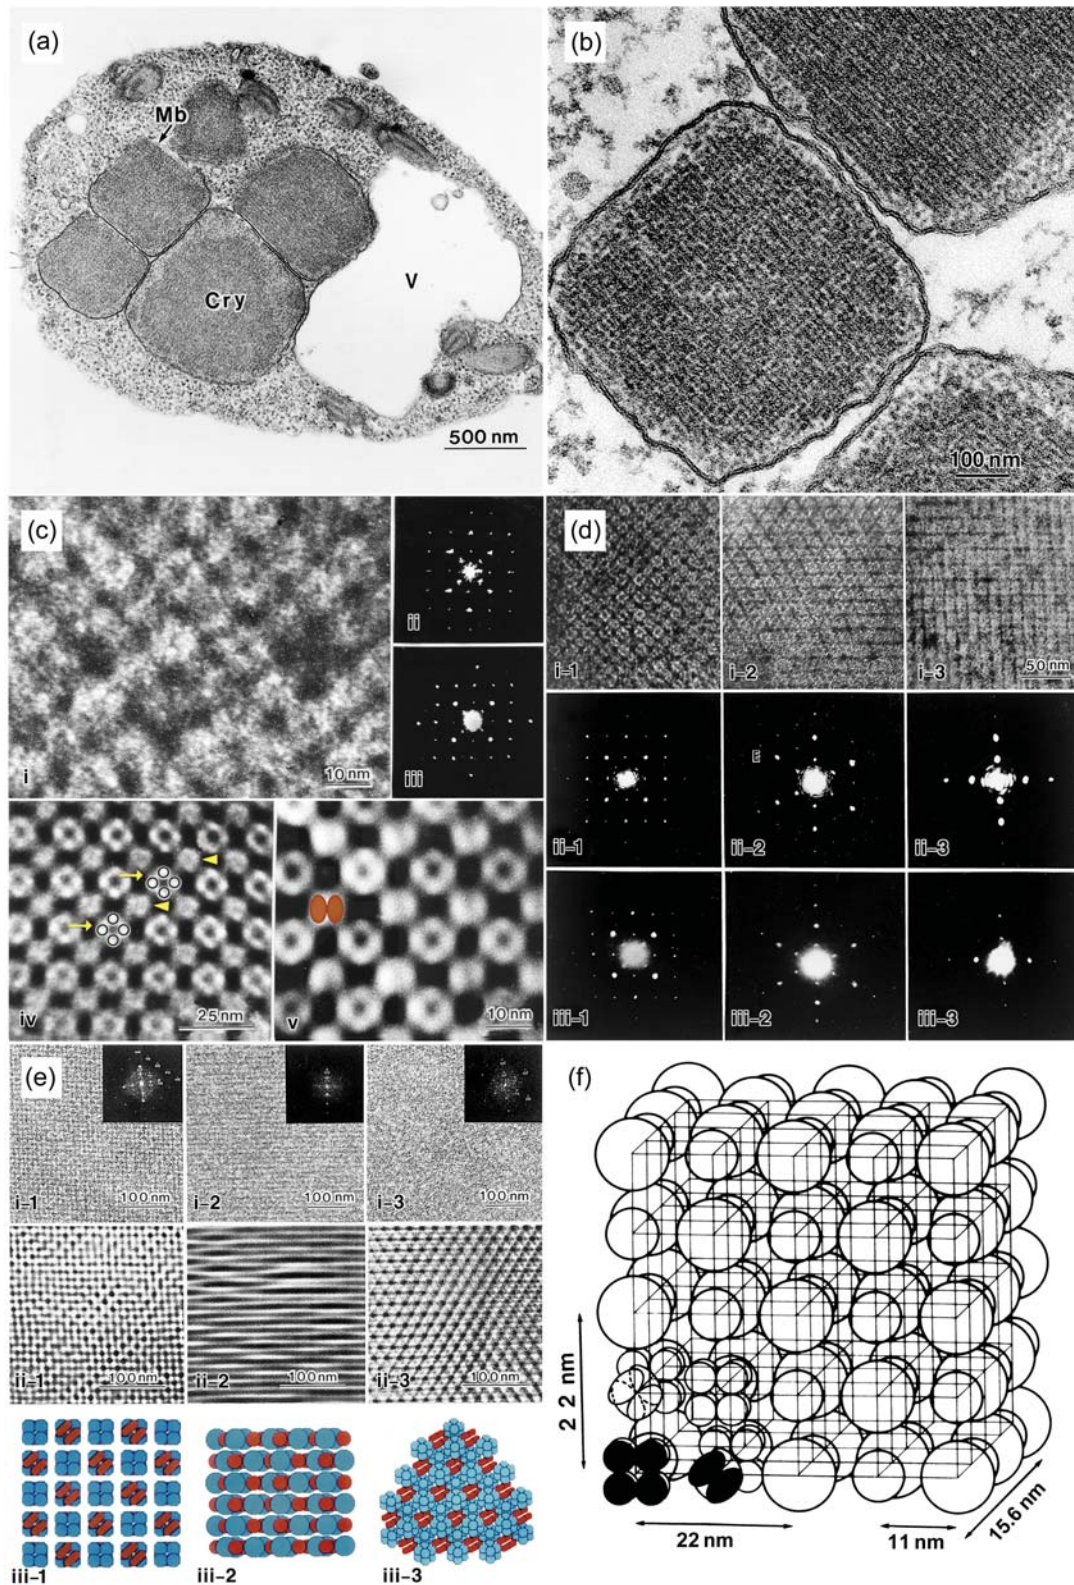 (a)
Mb
Cry
V
500 nm
(b)
100 nm
(c)
i
10 nm
ii
iii
iv
25 nm
v
10 nm
(d)
i-1
i-2
i-3
50 nm
E
ii-1
ii-2
ii-3
iii-1
iii-2
iii-3
(e)
i-1
100 nm
i-2
100 nm
i-3
100 nm
ii-1
100 nm
ii-2
100 nm
ii-3
100 nm
iii-1
iii-2
iii-3
(f)
22 nm
22 nm
11 nm
15.6 nm